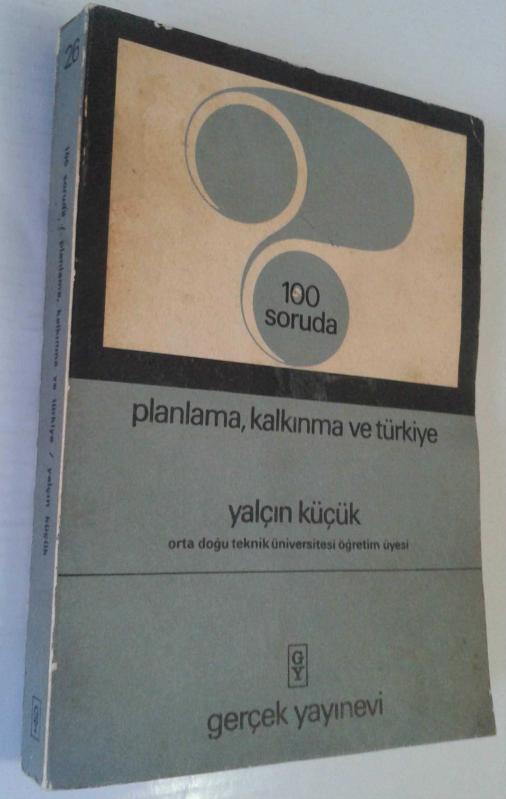 26
100 soruda / planlama, kalkınma ve türkiye / yalçın küçük
100
soruda
planlama, kalkınma ve türkiye
yalçın küçük
orta doğu teknik üniversitesi öğretim üyesi
G
Y
gerçek yayınevi